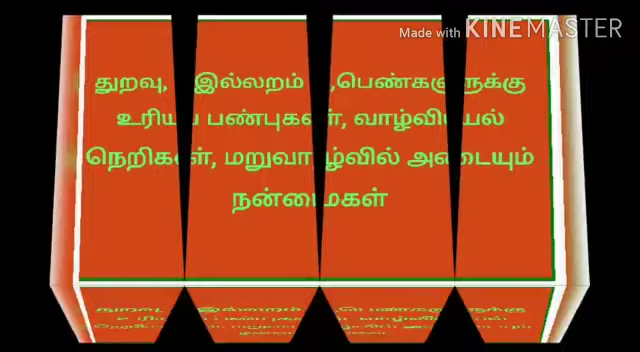 Made with KINEMASTER
துறவு, இல்லறம் ,பெண்களுக்கு
உரிய பண்புகள், வாழ்வியல்
நெறிகள், மறுவாழ்வில் அடையும்
நன்மைகள்